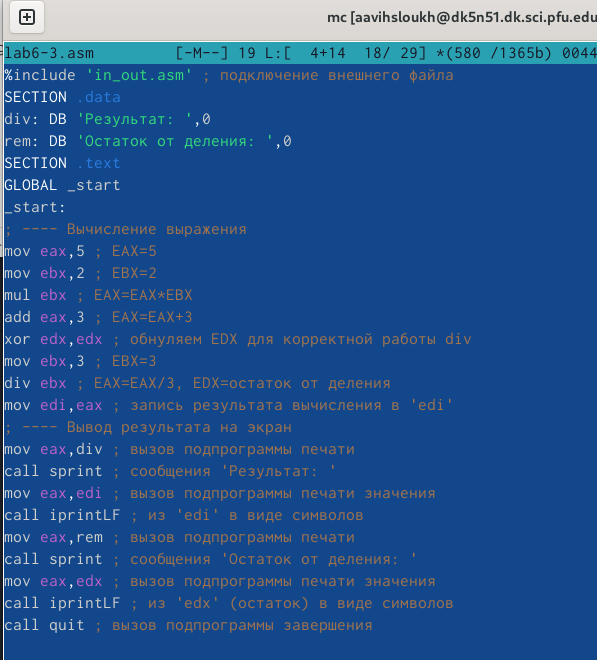 mc [aavihsloukh@dk5n51.dk.sci.pfu.edu
lab6-3.asm [-M--] 19 L:[ 4+14 18/ 29] *(580 /1365b) 0044
%include 'in_out.asm' ; подключение внешнего файла
SECTION .data
div: DB 'Результат: ',0
rem: DB 'Остаток от деления: ',0
SECTION .text
GLOBAL _start
_start:
; ---- Вычисление выражения
mov eax,5 ; EAX=5
mov ebx,2 ; EBX=2
mul ebx ; EAX=EAX*EBX
add eax,3 ; EAX=EAX+3
xor edx,edx ; обнуляем EDX для корректной работы div
mov ebx,3 ; EBX=3
div ebx ; EAX=EAX/3, EDX=остаток от деления
mov edi,eax ; запись результата вычисления в 'edi'
; ---- Вывод результата на экран
mov eax,div ; вызов подпрограммы печати
call sprint ; сообщения 'Результат: '
mov eax,edi ; вызов подпрограммы печати значения
call iprintLF ; из 'edi' в виде символов
mov eax,rem ; вызов подпрограммы печати
call sprint ; сообщения 'Остаток от деления: '
mov eax,edx ; вызов подпрограммы печати значения
call iprintLF ; из 'edx' (остаток) в виде символов
call quit ; вызов подпрограммы завершения